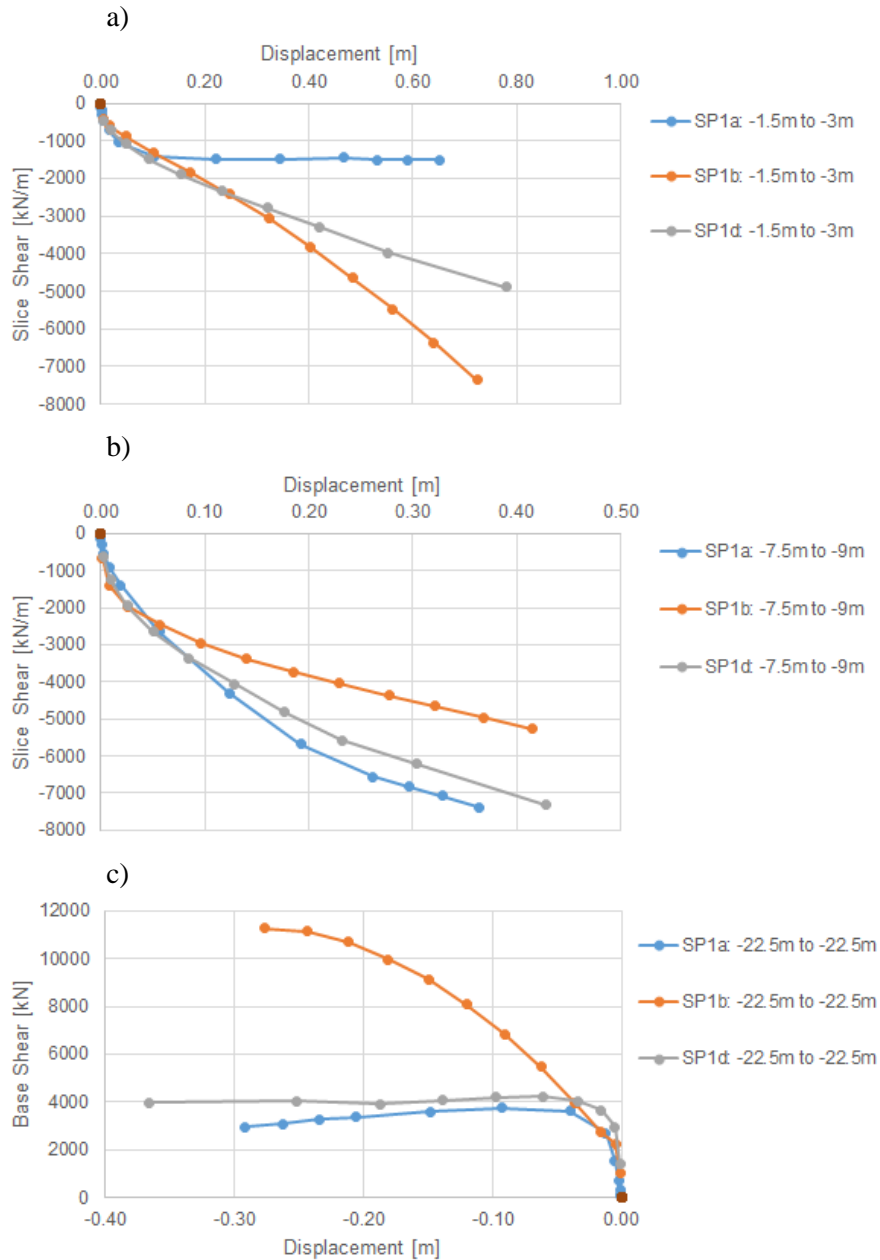 a)
Displacement [m]
0.00 0.20 0.40 0.60 0.80 1.00
0
-1000
-2000
-3000
-4000
-5000
-6000
-7000
-8000
Slice Shear [kN/m]
SP1a: -1.5m to -3m
SP1b: -1.5m to -3m
SP1d: -1.5m to -3m
b)
Displacement [m]
0.00 0.10 0.20 0.30 0.40 0.50
0
-1000
-2000
-3000
-4000
-5000
-6000
-7000
-8000
Slice Shear [kN/m]
SP1a: -7.5m to -9m
SP1b: -7.5m to -9m
SP1d: -7.5m to -9m
c)
12000
10000
8000
6000
4000
2000
0
Base Shear [kN]
-0.40 -0.30 -0.20 -0.10 0.00
Displacement [m]
SP1a: -22.5m to -22.5m
SP1b: -22.5m to -22.5m
SP1d: -22.5m to -22.5m